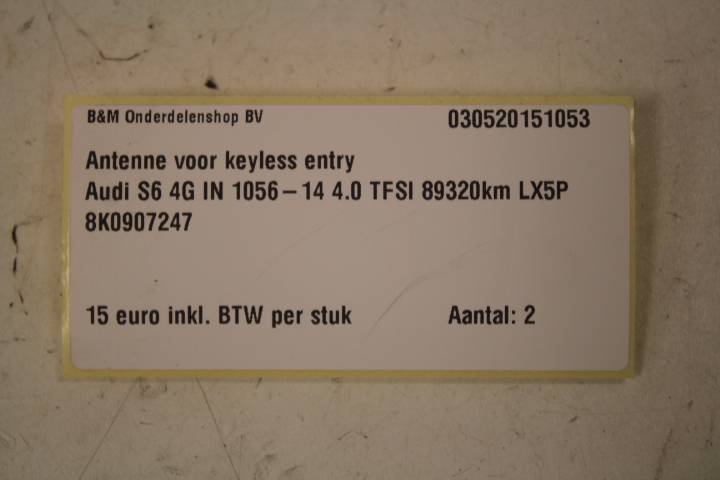 B&M Onderdelenshop BV 030520151053
Antenne voor keyless entry
Audi S6 4G IN 1056-14 4.0 TFSI 89320km LX5P
8K0907247
15 euro inkl. BTW per stuk Aantal: 2